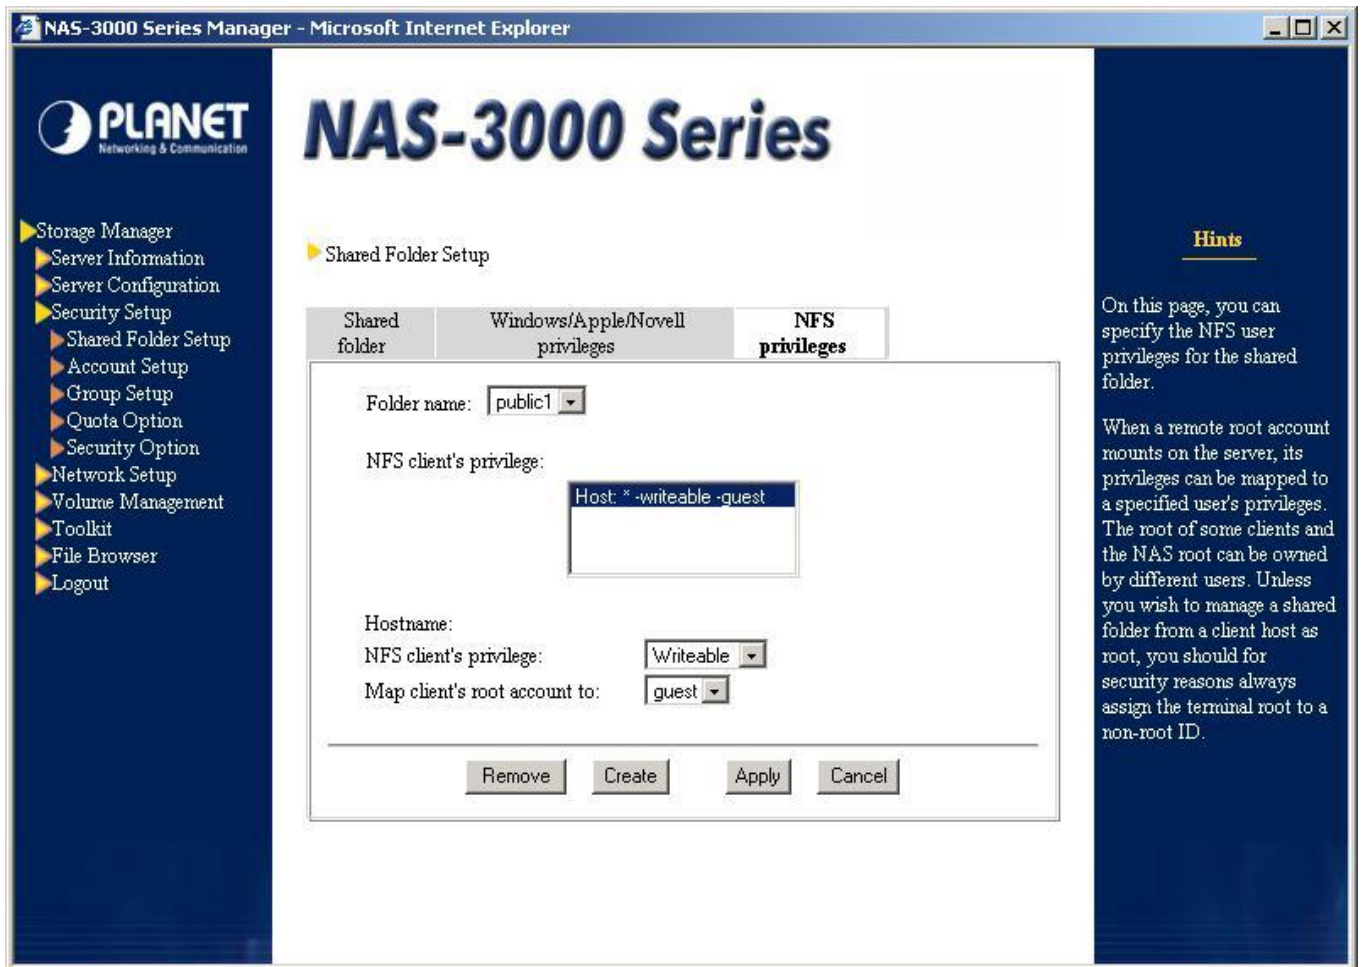 NAS-3000 Series Manager - Microsoft Internet Explorer
PLANET
Networking & Communication
NAS-3000 Series
Storage Manager
Server Information
Server Configuration
Security Setup
Shared Folder Setup
Account Setup
Group Setup
Quota Option
Security Option
Network Setup
Volume Management
Toolkit
File Browser
Logout
Shared Folder Setup
Shared
folder
Windows/Apple/Novell
privileges
NFS
privileges
Folder name: public1
NFS client's privilege:
Host: * -writeable -guest
Hostname:
NFS client's privilege: Writeable
Map client's root account to: guest
Remove Create Apply Cancel
Hints
On this page, you can
specify the NFS user
privileges for the shared
folder.
When a remote root account
mounts on the server, its
privileges can be mapped to
a specified user's privileges.
The root of some clients and
the NAS root can be owned
by different users. Unless
you wish to manage a shared
folder from a client host as
root, you should for
security reasons always
assign the terminal root to a
non-root ID.